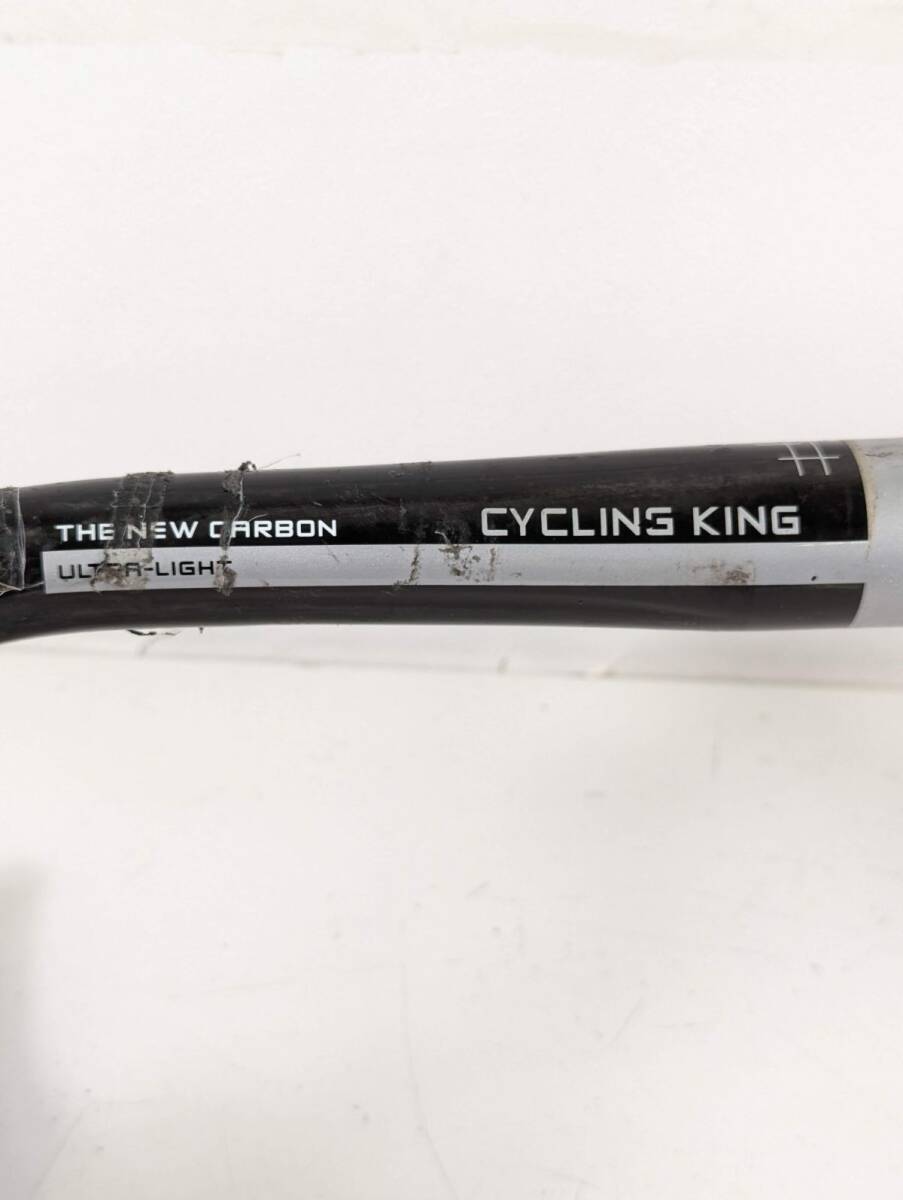 THE NEW CARBON
CYCLING KING
ULTRA-LIGHT